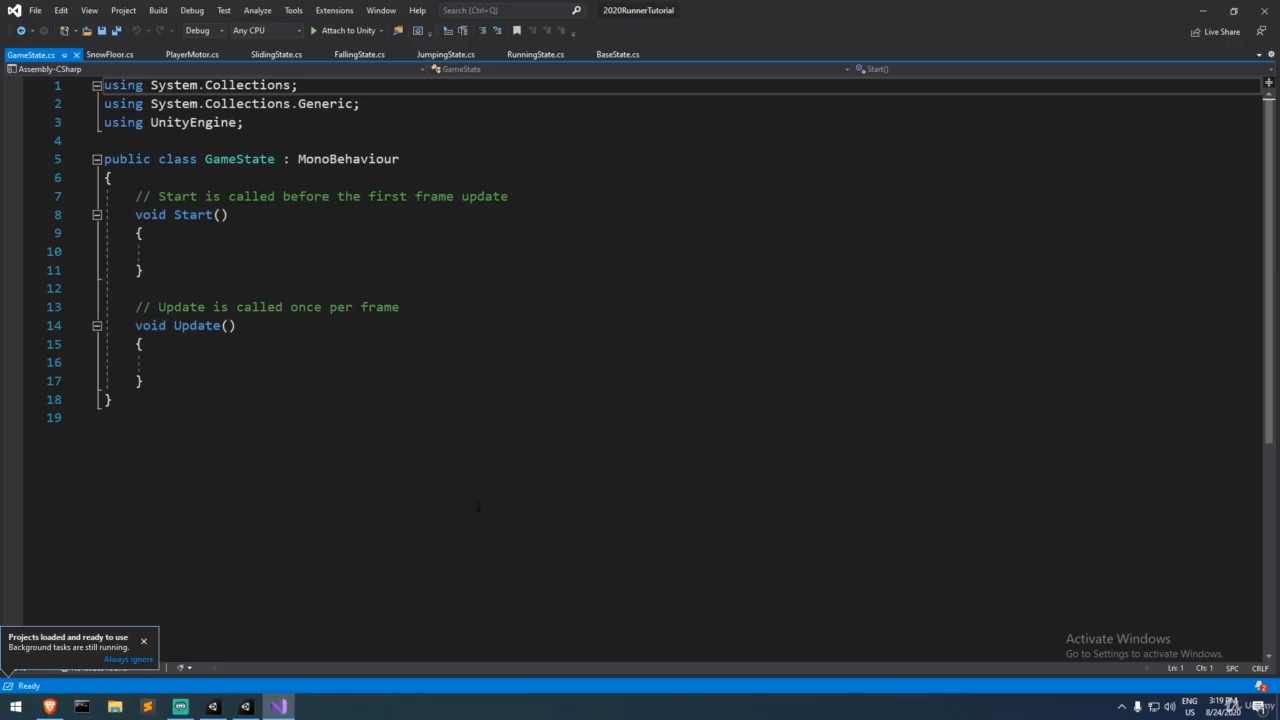 File Edit View Project Build Debug Test Analyze Tools Extensions Window Help Search (Ctrl+Q) 2020RunnerTutorial
Debug Any CPU Attach to Unity Live Share
GameState.cs SnowFloor.cs PlayerMotor.cs SlidingState.cs FallingState.cs JumpingState.cs RunningState.cs BaseState.cs
Assembly-CSharp GameState Start()
1 using System.Collections;
2 using System.Collections.Generic;
3 using UnityEngine;
4
5 public class GameState : MonoBehaviour
6 {
7 // Start is called before the first frame update
8 void Start()
9 {
10
11 }
12
13 // Update is called once per frame
14 void Update()
15 {
16
17 }
18 }
19
Projects loaded and ready to use
Background tasks are still running.
Always ignore
Activate Windows
Go to Settings to activate Windows.
Ln: 1 Ch: 1 SPC CRLF
Ready 2
ENG 3:19 PM
US 8/24/2020
Udemy